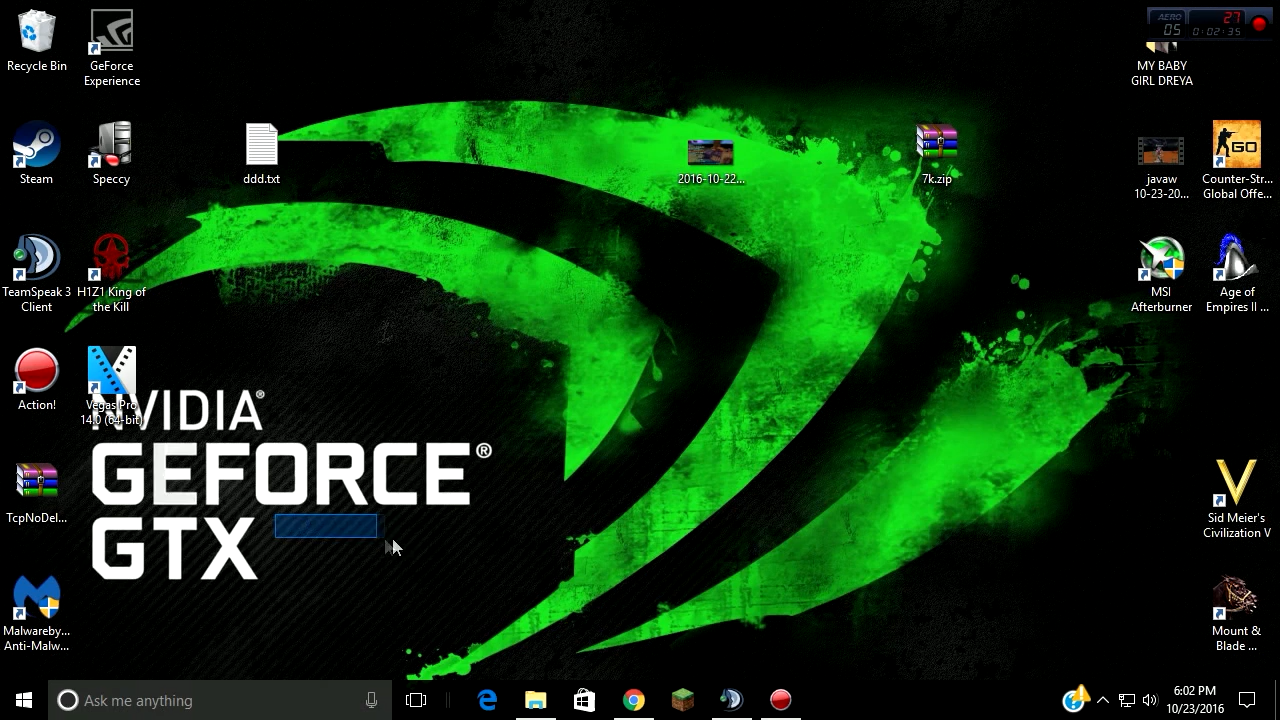 Recycle Bin
GeForce
Experience
AERO
05
27
0:02:35
MY BABY
GIRL DREYA
Steam
Speccy
ddd.txt
2016-10-22...
7k.zip
javaw
10-23-20...
GO
Counter-Str...
Global Offe...
TeamSpeak 3
Client
H1Z1 King of
the Kill
MSI
Afterburner
Age of
Empires II ...
Action!
Vegas Pro
14.0 (64-bit)
NVIDIA®
GEFORCE®
GTX
TcpNoDel...
Sid Meier's
Civilization V
Malwareby...
Anti-Malw...
Mount &
Blade ...
Ask me anything
6:02 PM
10/23/2016